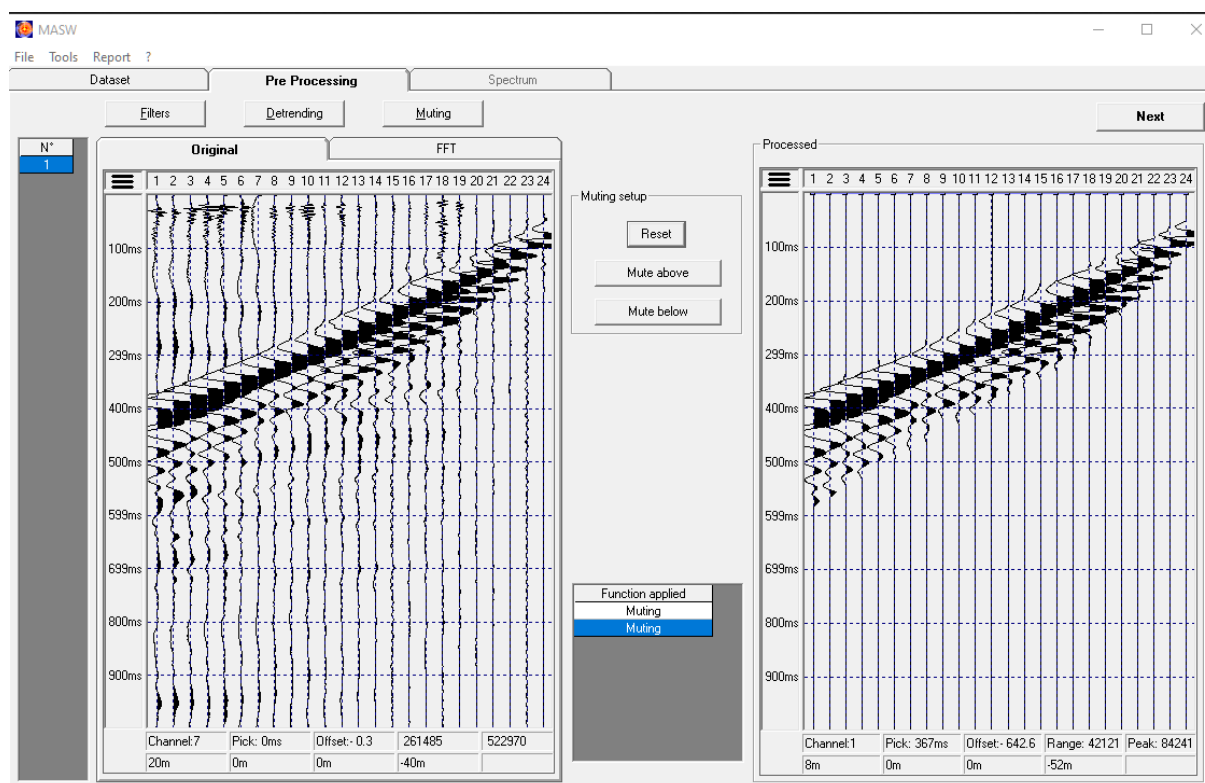 MASW
File Tools Report ?
Dataset Pre Processing Spectrum
Filters Detrending Muting
Next
N°
1
Original FFT
1 2 3 4 5 6 7 8 9 10 11 12 13 14 15 16 17 18 19 20 21 22 23 24
100ms
200ms
299ms
400ms
500ms
599ms
699ms
800ms
900ms
Channel:7 Pick: 0ms Offset:- 0.3 261485 522970
20m 0m 0m -40m
Muting setup
Reset
Mute above
Mute below
Function applied
Muting
Muting
Processed
1 2 3 4 5 6 7 8 9 10 11 12 13 14 15 16 17 18 19 20 21 22 23 24
100ms
200ms
299ms
400ms
500ms
599ms
699ms
800ms
900ms
Channel:1 Pick: 367ms Offset:- 642.6 Range: 42121 Peak: 84241
8m 0m 0m -52m